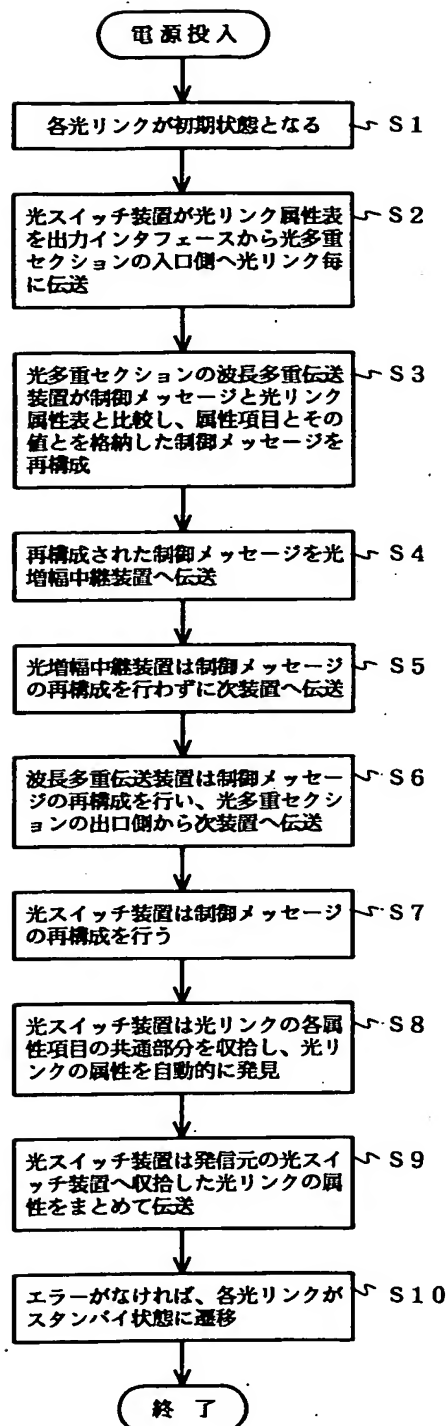 電源投入
各光リンクが初期状態となる
S1
光スイッチ装置が光リンク属性表
を出力インタフェースから光多重
セクションの入口側へ光リンク毎
に伝送
S2
光多重セクションの波長多重伝送
装置が制御メッセージと光リンク
属性表と比較し、属性項目とその
値とを格納した制御メッセージを
再構成
S3
再構成された制御メッセージを光
増幅中継装置へ伝送
S4
光増幅中継装置は制御メッセージ
の再構成を行わずに次装置へ伝送
S5
波長多重伝送装置は制御メッセー
ジの再構成を行い、光多重セクショ
ンの出口側から次装置へ伝送
S6
光スイッチ装置は制御メッセージ
の再構成を行う
S7
光スイッチ装置は光リンクの各属
性項目の共通部分を収拾し、光リ
ンクの属性を自動的に発見
S8
光スイッチ装置は発信元の光スイ
ッチ装置へ収拾した光リンクの属
性をまとめて伝送
S9
エラーがなければ、各光リンクが
スタンバイ状態に遷移
S10
終了